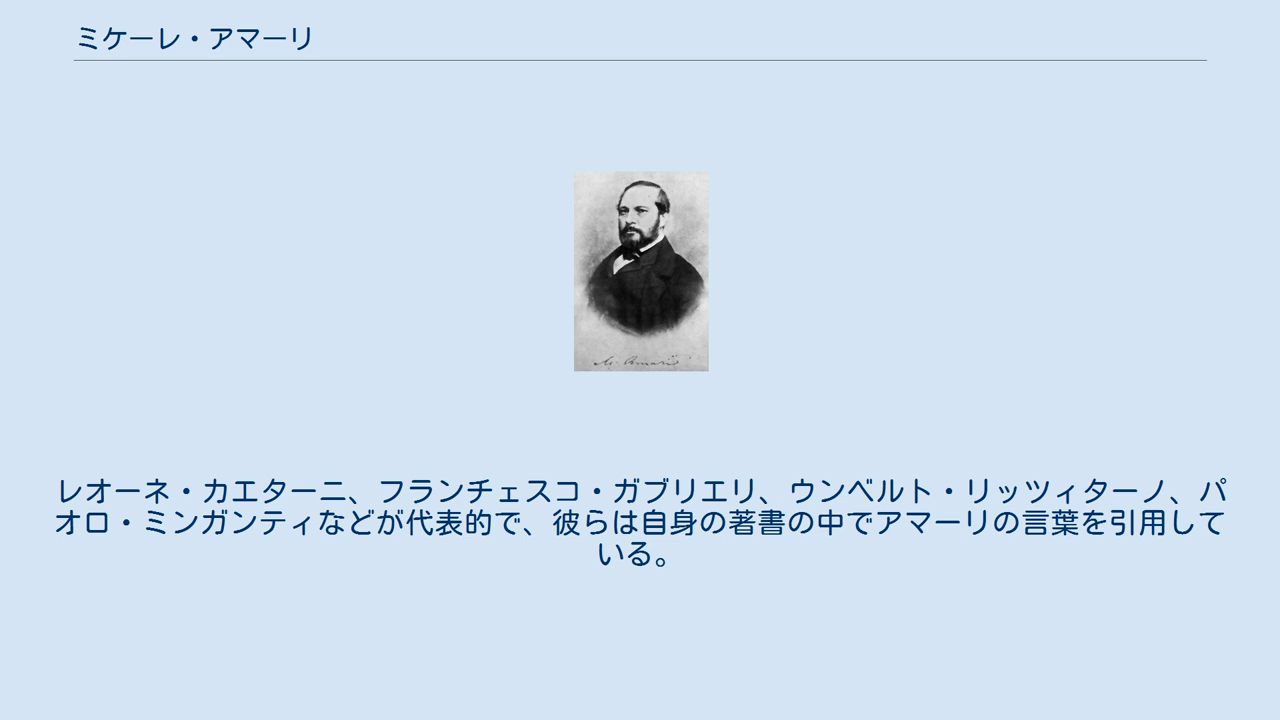 ミケーレ・アマーリ
M. Amari
レオーネ・カエターニ、フランチェスコ・ガブリエリ、ウンベルト・リッツィターノ、パ
オロ・ミンガンティなどが代表的で、彼らは自身の著書の中でアマーリの言葉を引用して
いる。